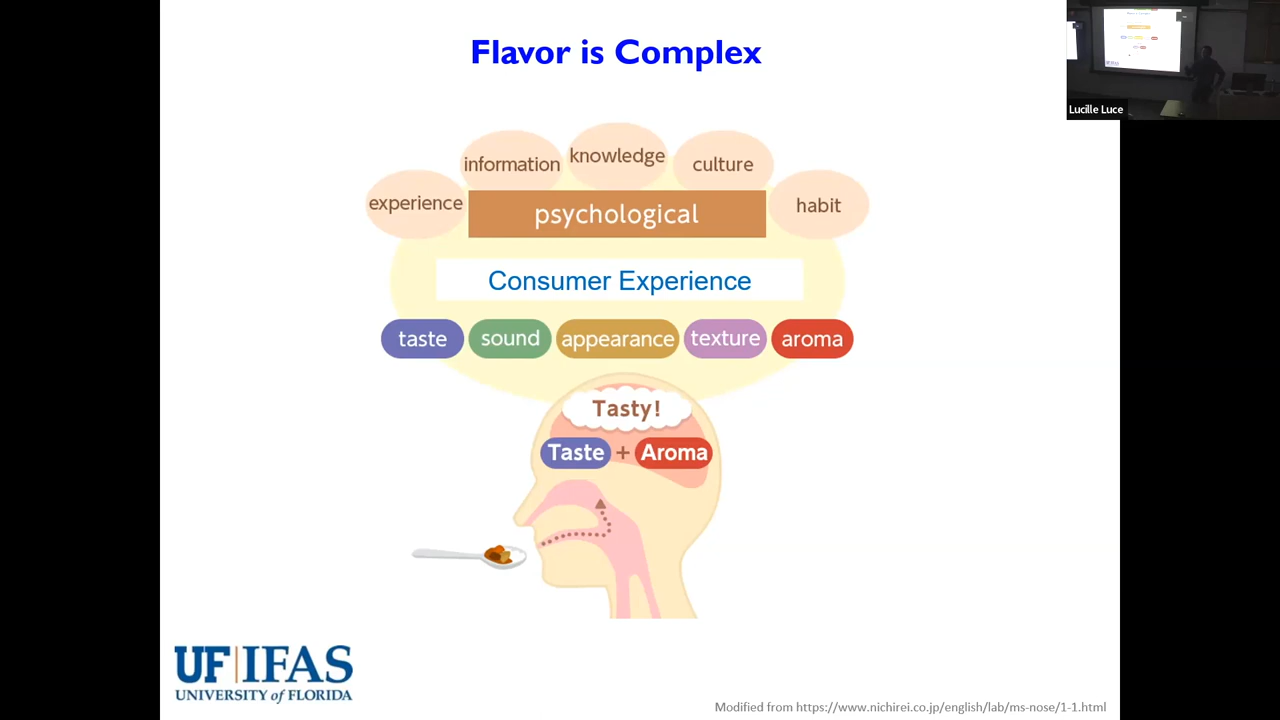 Flavor is Complex
Lucille Luce
information
knowledge
culture
experience
psychological
habit
Consumer Experience
taste
sound
appearance
texture
aroma
Tasty!
Taste + Aroma
UF|IFAS
UNIVERSITY of FLORIDA
Modified from https://www.nichirei.co.jp/english/lab/ms-nose/1-1.html